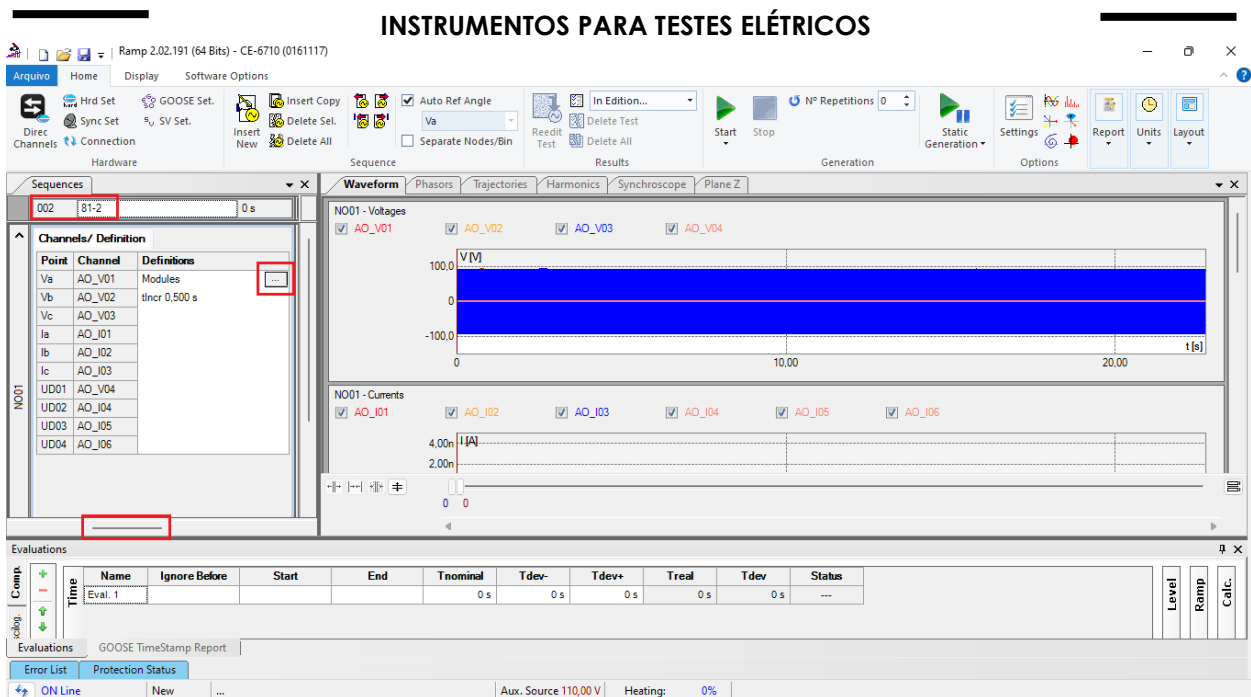 INSTRUMENTOS PARA TESTES ELÉTRICOS
Ramp 2.02.191 (64 Bits) - CE-6710 (0161117)
Arquivo Home Display Software Options
Direc Channels
Hrd Set
Sync Set
Connection
GOOSE Set.
SV Set.
Hardware
Insert New
Insert Copy
Delete Sel.
Delete All
Auto Ref Angle
Va
Separate Nodes/Bin
Sequence
Reedit Test
In Edition...
Delete Test
Delete All
Results
Start
Stop
Nº Repetitions 0
Static Generation
Generation
Settings
Options
Report
Units
Layout
Sequences
002 81-2 0 s
NO01
Channels/ Definition
Point Channel Definitions
Va AO_V01 Modules ...
Vb AO_V02 tIncr 0,500 s
Vc AO_V03
Ia AO_I01
Ib AO_I02
Ic AO_I03
UD01 AO_V04
UD02 AO_I04
UD03 AO_I05
UD04 AO_I06
Waveform Phasors Trajectories Harmonics Synchroscope Plane Z
NO01 - Voltages
AO_V01 AO_V02 AO_V03 AO_V04
V [V]
100,0
0
-100,0
t [s]
0 10,00 20,00
NO01 - Currents
AO_I01 AO_I02 AO_I03 AO_I04 AO_I05 AO_I06
I [A]
4,00n
2,00n
0 0
Evaluations
Comp.
Time
Name Ignore Before Start End Tnominal Tdev- Tdev+ Treal Tdev Status
Eval. 1 0 s 0 s 0 s 0 s 0 s ---
Level
Ramp
Calc.
Evaluations GOOSE TimeStamp Report
Error List Protection Status
ON Line New ... Aux. Source 110,00 V Heating: 0%